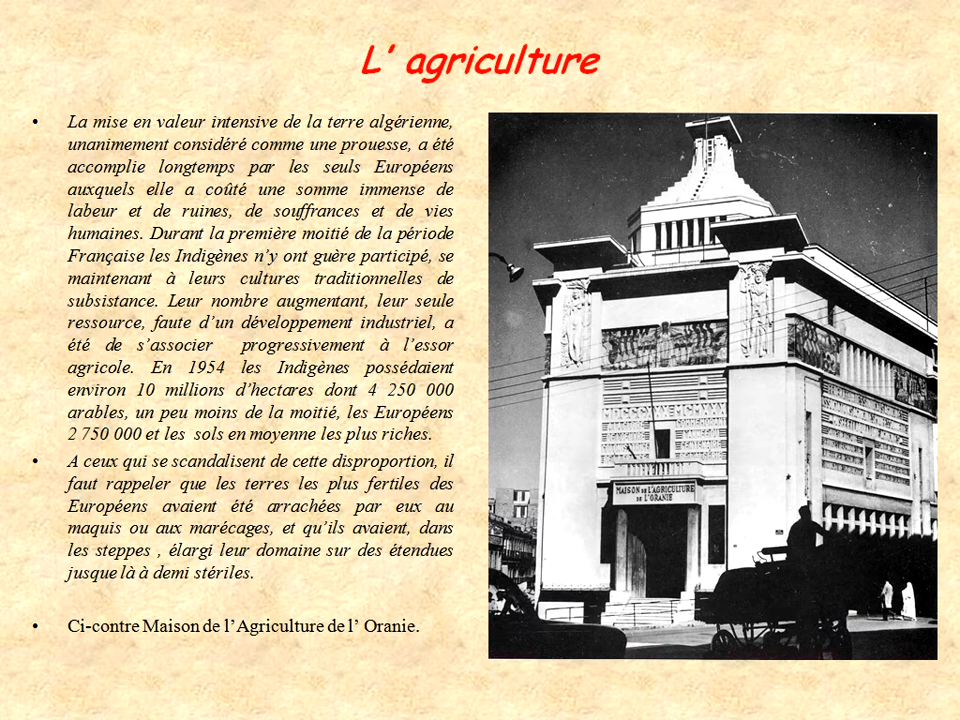 L’ agriculture
• La mise en valeur intensive de la terre algérienne,
unanimement considéré comme une prouesse, a été
accomplie longtemps par les seuls Européens
auxquels elle a coûté une somme immense de
labeur et de ruines, de souffrances et de vies
humaines. Durant la première moitié de la période
Française les Indigènes n’y ont guère participé, se
maintenant à leurs cultures traditionnelles de
subsistance. Leur nombre augmentant, leur seule
ressource, faute d’un développement industriel, a
été de s’associer progressivement à l’essor
agricole. En 1954 les Indigènes possédaient
environ 10 millions d’hectares dont 4 250 000
arables, un peu moins de la moitié, les Européens
2 750 000 et les sols en moyenne les plus riches.
• A ceux qui se scandalisent de cette disproportion, il
faut rappeler que les terres les plus fertiles des
Européens avaient été arrachées par eux au
maquis ou aux marécages, et qu’ils avaient, dans
les steppes , élargi leur domaine sur des étendues
jusque là à demi stériles.
• Ci-contre Maison de l’Agriculture de l’ Oranie.
MAISON DE L'AGRICULTURE
DE L'ORANIE